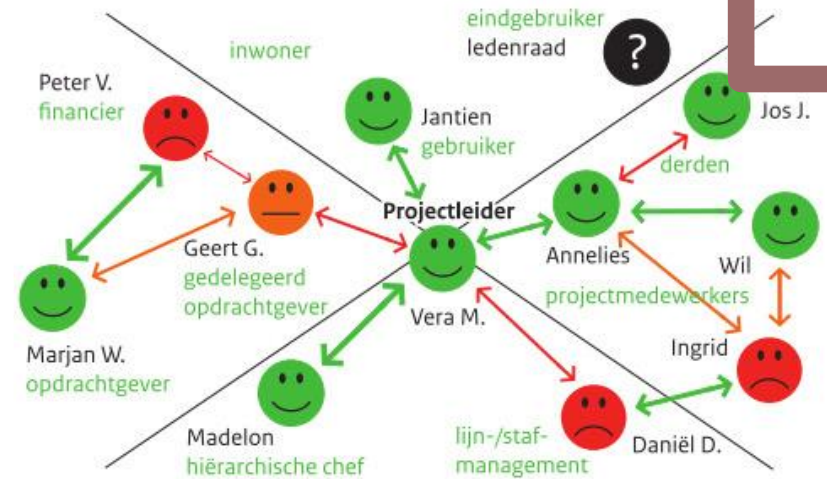 eindgebruiker
ledenraad
?
inwoner
Peter V.
financier
Jantien
gebruiker
Jos J.
derden
Projectleider
Geert G.
gedelegeerd
opdrachtgever
Annelies
Wil
projectmedewerkers
Vera M.
Marjan W.
opdrachtgever
Ingrid
Madelon
hiërarchische chef
lijn-/staf-
management
Daniël D.